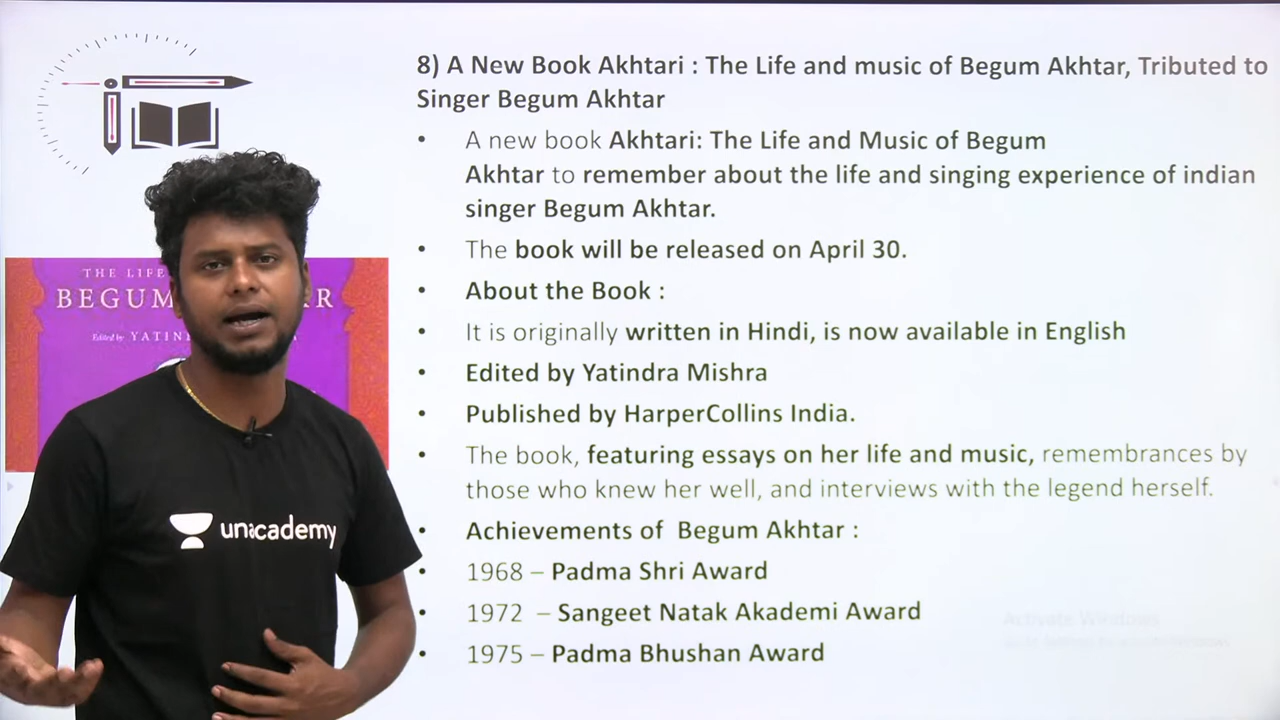 8) A New Book Akhtari : The Life and music of Begum Akhtar, Tributed to
Singer Begum Akhtar
• A new book Akhtari: The Life and Music of Begum
Akhtar to remember about the life and singing experience of indian
singer Begum Akhtar.
• The book will be released on April 30.
• About the Book :
• It is originally written in Hindi, is now available in English
• Edited by Yatindra Mishra
• Published by HarperCollins India.
• The book, featuring essays on her life and music, remembrances by
those who knew her well, and interviews with the legend herself.
• Achievements of Begum Akhtar :
• 1968 – Padma Shri Award
• 1972 – Sangeet Natak Akademi Award
• 1975 – Padma Bhushan Award
THE LIFE
BEGUM
Edited by
unacademy
Activate Windows